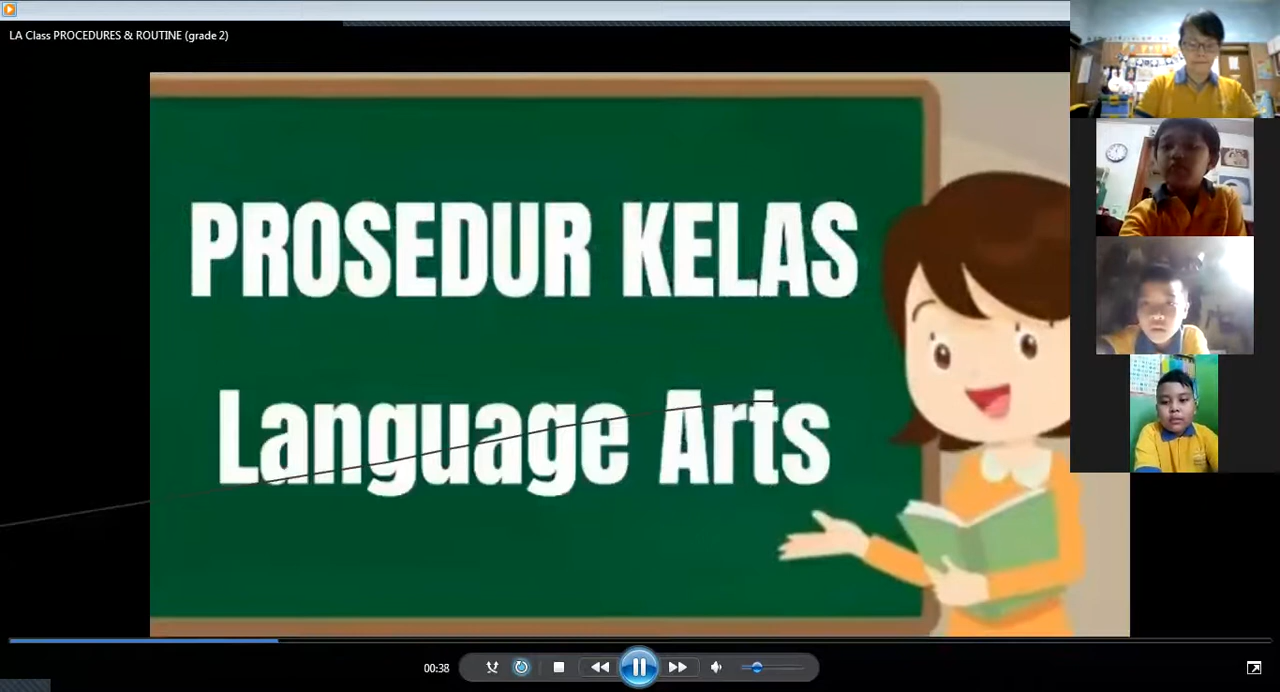 LA Class PROCEDURES & ROUTINE (grade 2)
PROSEDUR KELAS
Language Arts
00:38